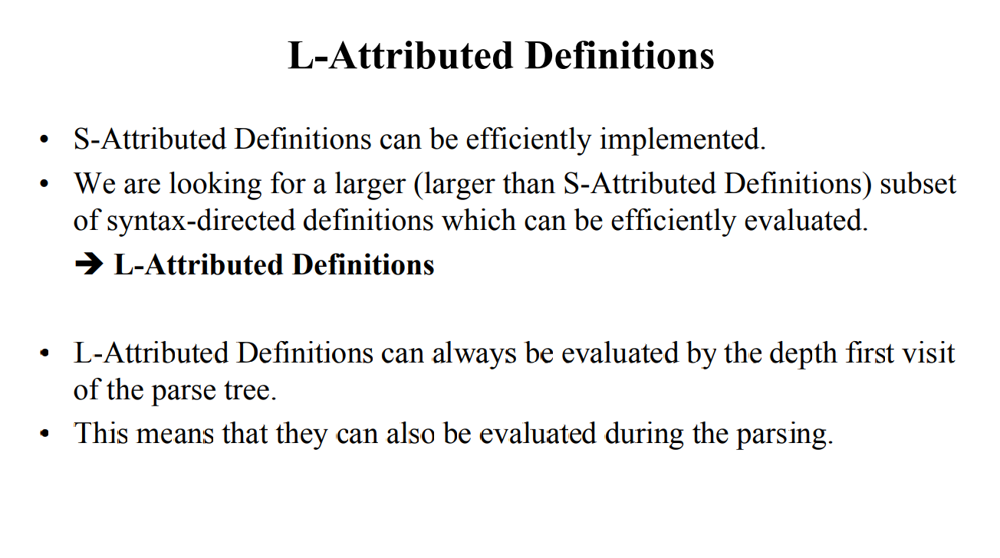 L-Attributed Definitions
• S-Attributed Definitions can be efficiently implemented.
• We are looking for a larger (larger than S-Attributed Definitions) subset
of syntax-directed definitions which can be efficiently evaluated.
➔ L-Attributed Definitions
• L-Attributed Definitions can always be evaluated by the depth first visit
of the parse tree.
• This means that they can also be evaluated during the parsing.